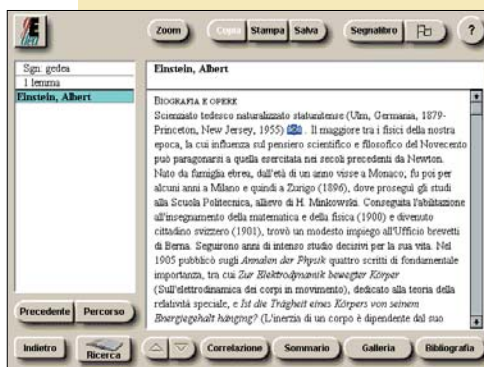 Zoom
Copia
Stampa
Salva
Segnalibro
?
Sgn. gedea
1 lemma
Einstein, Albert
Einstein, Albert
BIOGRAFIA E OPERE
Scienziato tedesco naturalizzato statunitense (Ulm, Germania, 1879-
Princeton, New Jersey, 1955) . Il maggiore tra i fisici della nostra
epoca, la cui influenza sul pensiero scientifico e filosofico del Novecento
può paragonarsi a quella esercitata nei secoli precedenti da Newton.
Nato da famiglia ebrea, dall'età di un anno visse a Monaco, fu poi per
alcuni anni a Milano e quindi a Zurigo (1896), dove proseguì gli studi
alla Scuola Politecnica, allievo di H. Minkowski. Conseguita l'abilitazione
all'insegnamento della matematica e della fisica (1900) e divenuto
cittadino svizzero (1901), trovò un modesto impiego all'Ufficio brevetti
di Berna. Seguirono anni di intenso studio decisivi per la sua vita. Nel
1905 pubblicò sugli Annalen der Physik quattro scritti di fondamentale
importanza, tra cui Zur Elektrodynamik bewegter Körper
(Sull'elettrodinamica dei corpi in movimento), dedicato alla teoria della
relatività speciale, e Ist die Trägheit eines Körpers von seinem
Energiegehalt hänging? (L'inerzia di un corpo è dipendente dal suo
Precedente
Percorso
Indietro
Ricerca
Correlazione
Sommario
Galleria
Bibliografia